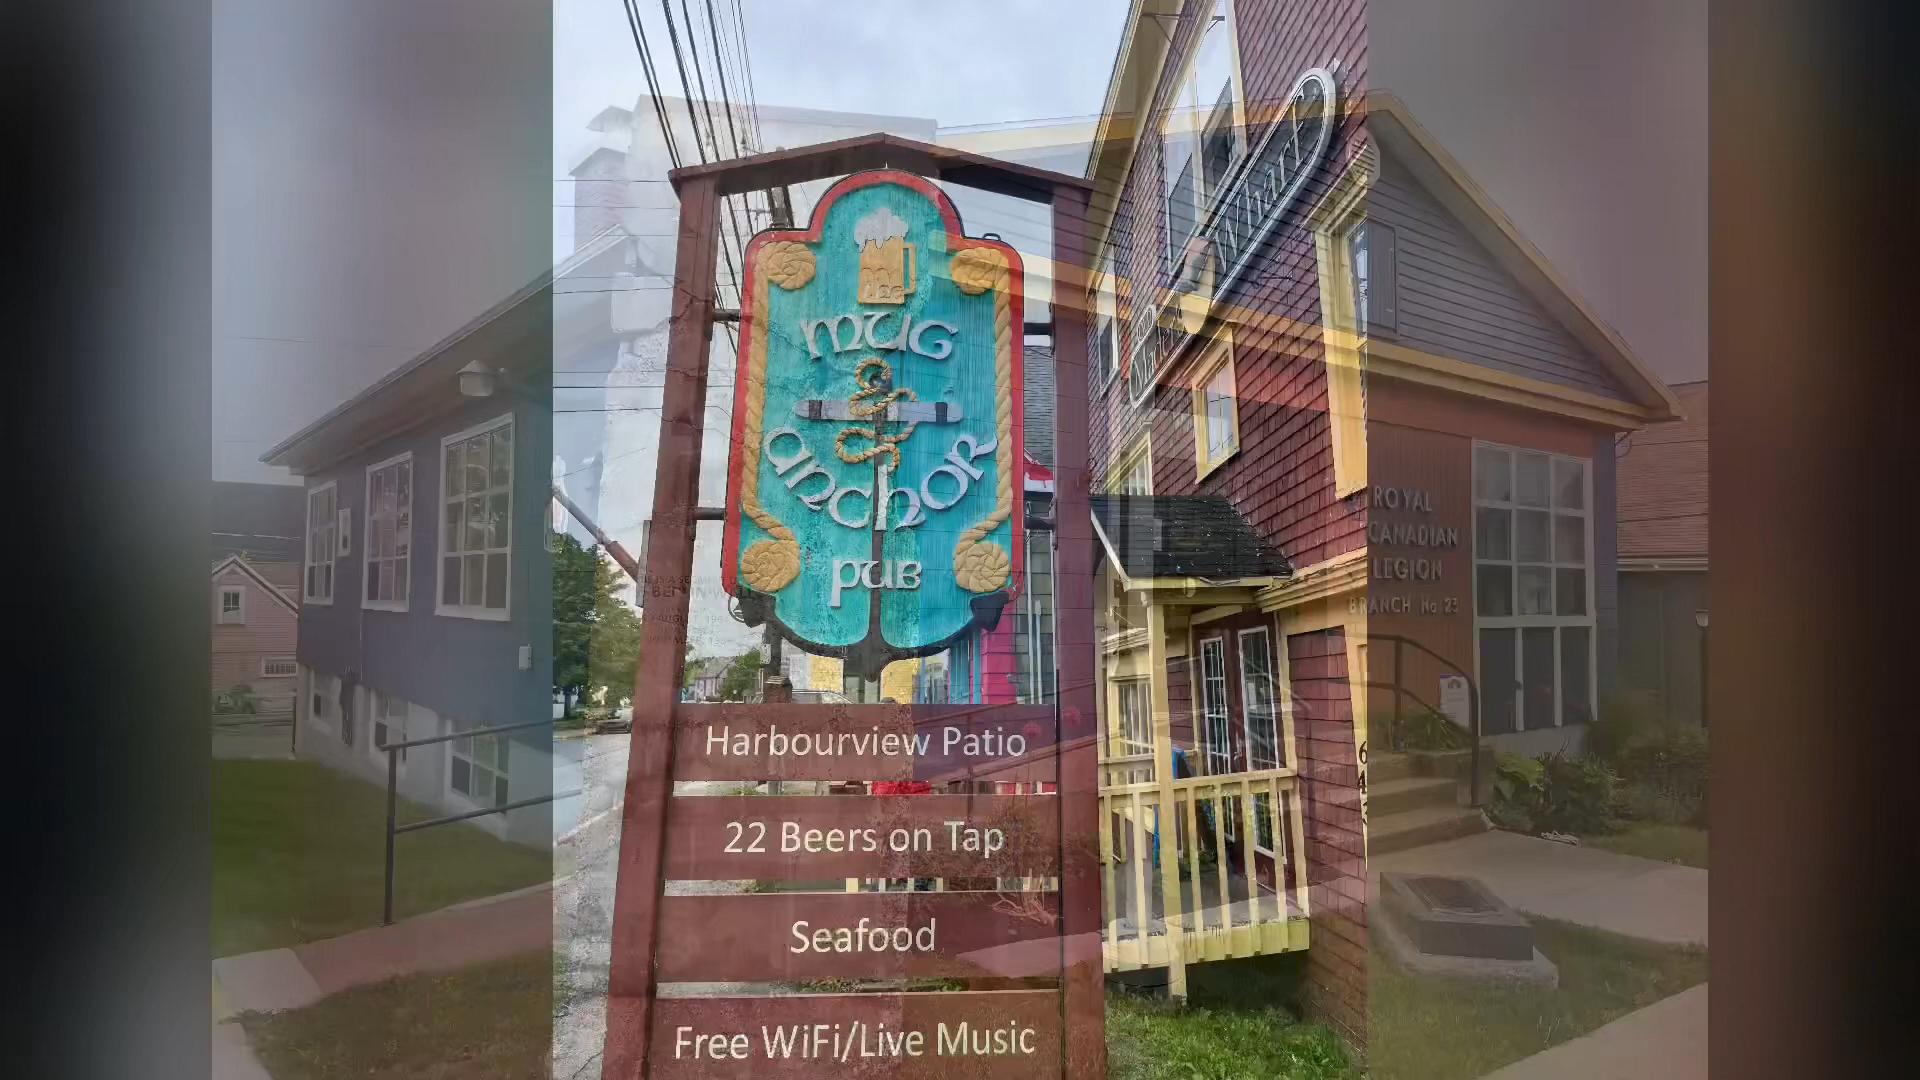 MUG
&
ANCHOR
PUB
Harbourview Patio
22 Beers on Tap
Seafood
Free WiFi/Live Music
Wharf
ROYAL
CANADIAN
LEGION
BRANCH No 23
643